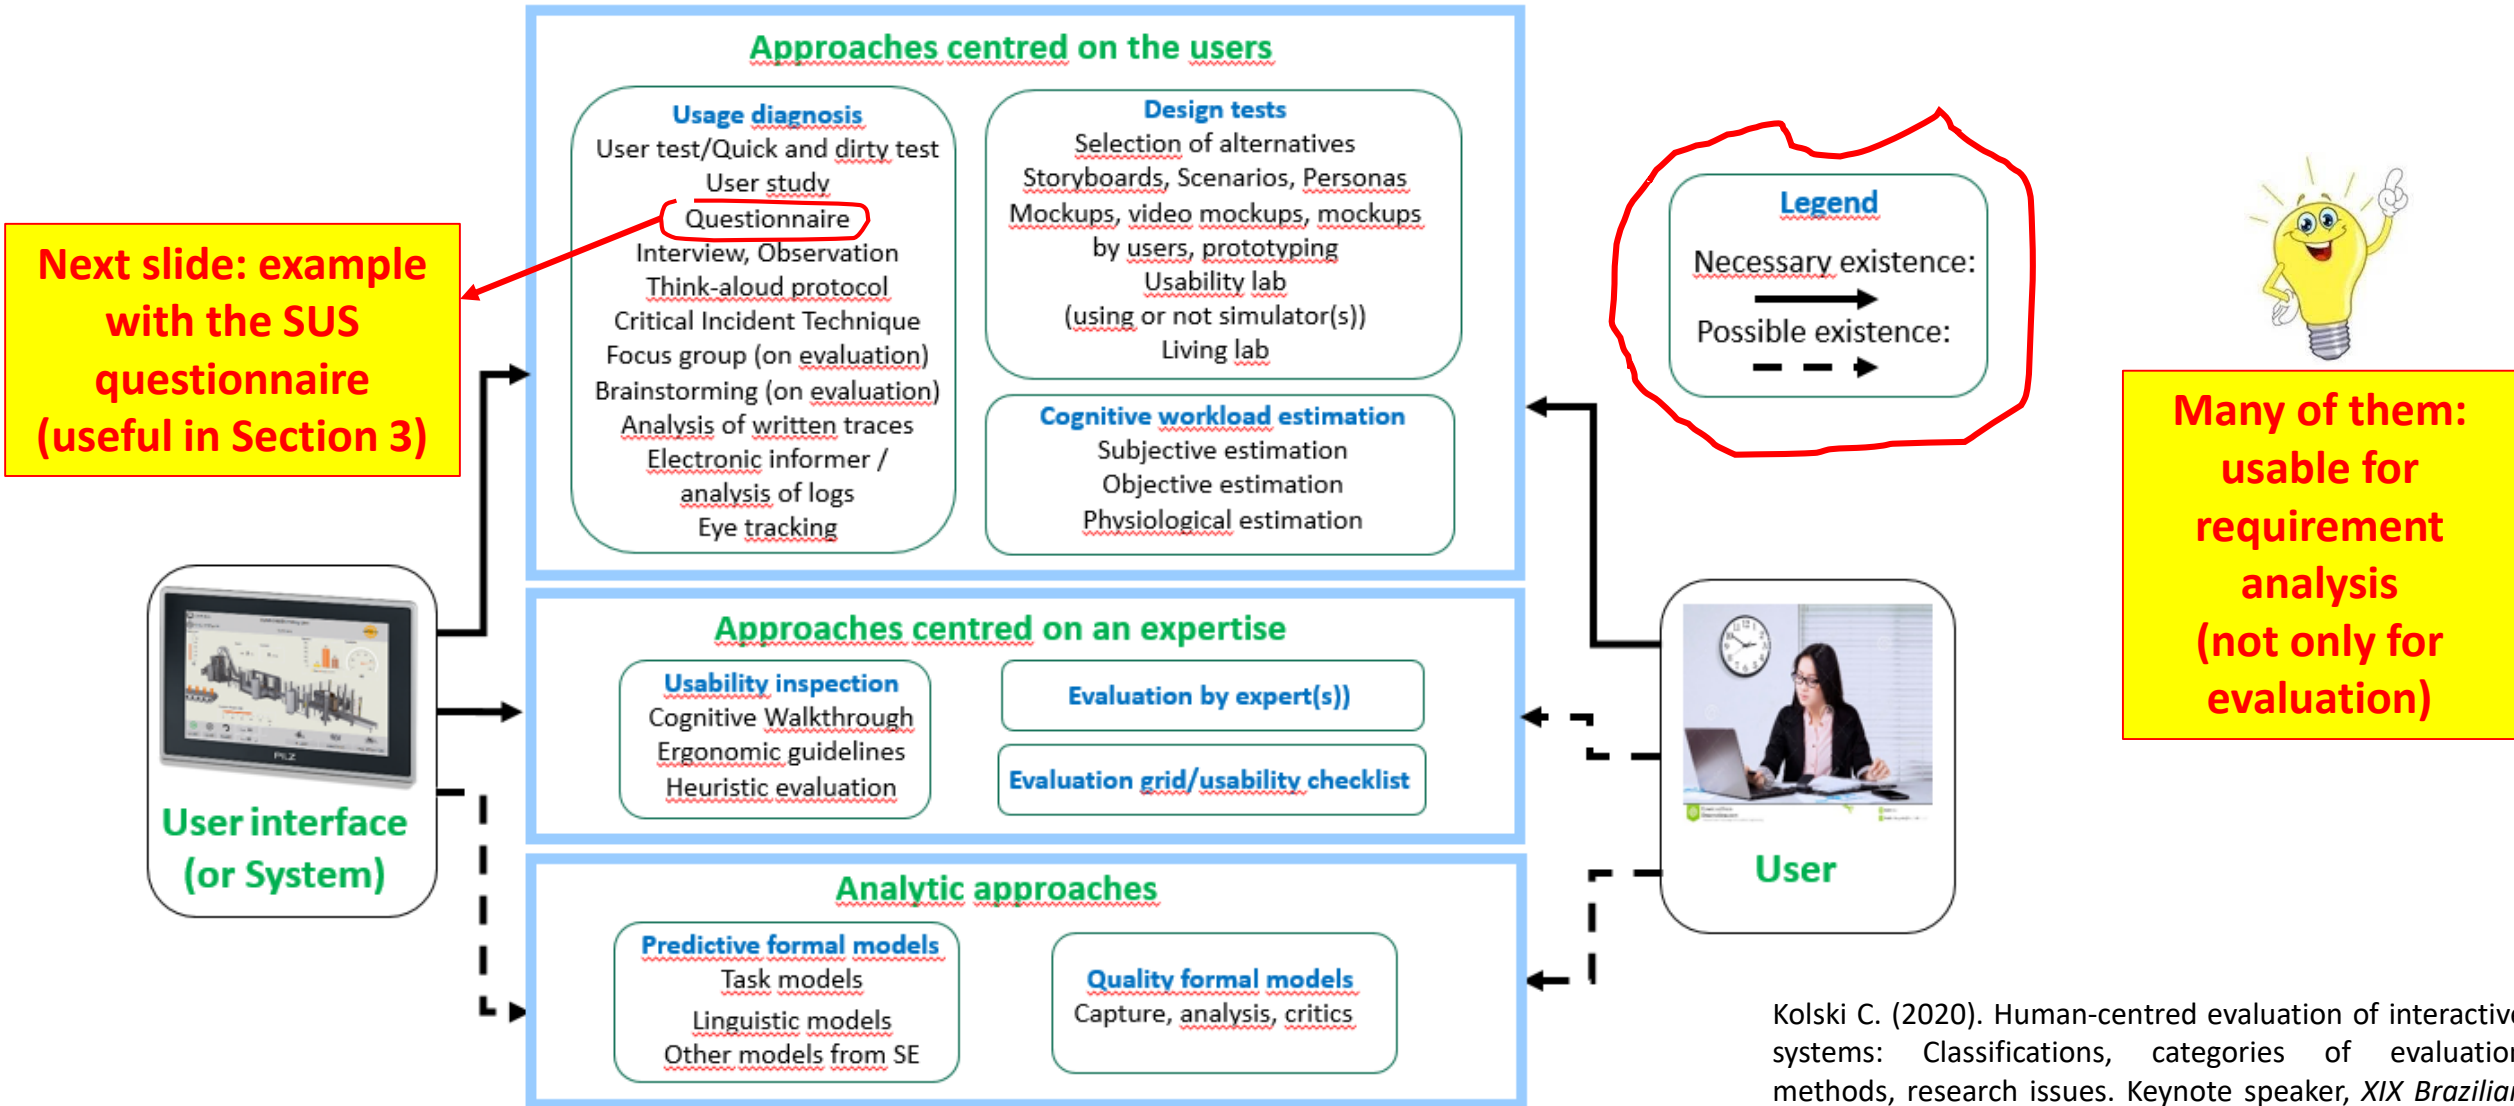 Approaches centred on the users
Usage diagnosis
User test/Quick and dirty test
User study
Questionnaire
Interview, Observation
Think-aloud protocol
Critical Incident Technique
Focus group (on evaluation)
Brainstorming (on evaluation)
Analysis of written traces
Electronic informer /
analysis of logs
Eye tracking
Design tests
Selection of alternatives
Storyboards, Scenarios, Personas
Mockups, video mockups, mockups
by users, prototyping
Usability lab
(using or not simulator(s))
Living lab
Cognitive workload estimation
Subjective estimation
Objective estimation
Physiological estimation
Next slide: example
with the SUS
questionnaire
(useful in Section 3)
Legend
Necessary existence:
Possible existence:
Many of them:
usable for
requirement
analysis
(not only for
evaluation)
PILZ
User interface
(or System)
Approaches centred on an expertise
Usability inspection
Cognitive Walkthrough
Ergonomic guidelines
Heuristic evaluation
Evaluation by expert(s))
Evaluation grid/usability checklist
User
Analytic approaches
Predictive formal models
Task models
Linguistic models
Other models from SE
Quality formal models
Capture, analysis, critics
Kolski C. (2020). Human-centred evaluation of interactive
systems: Classifications, categories of evaluation
methods, research issues. Keynote speaker, XIX Brazilian